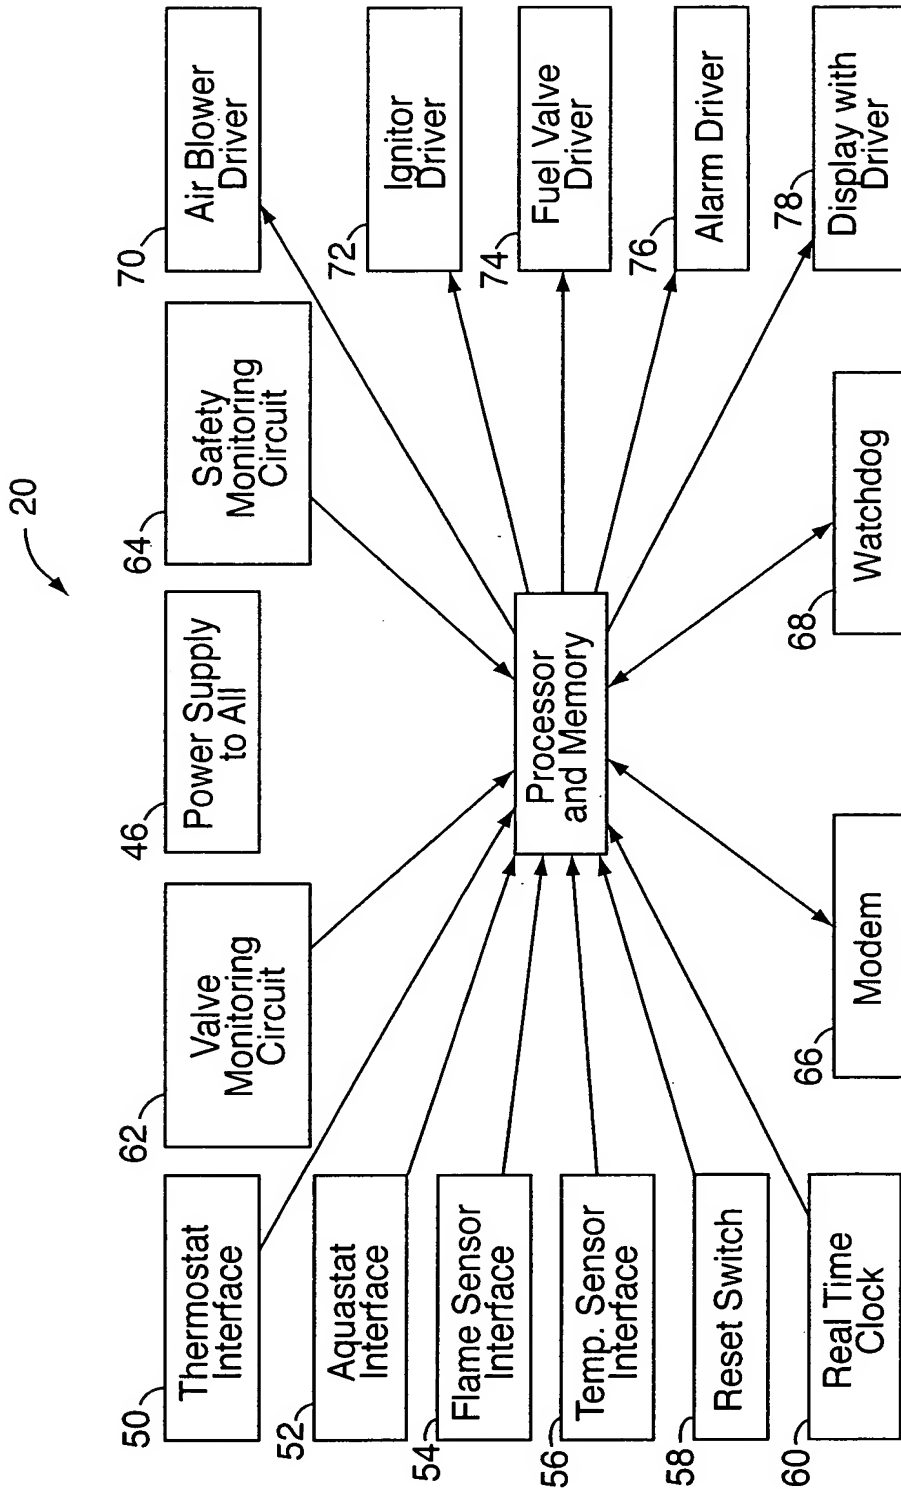 20
50
Thermostat
Interface
62
Valve
Monitoring
Circuit
46
Power Supply
to All
64
Safety
Monitoring
Circuit
70
Air Blower
Driver
52
Aquastat
Interface
54
Flame Sensor
Interface
56
Temp. Sensor
Interface
58
Reset Switch
60
Real Time
Clock
Processor
and Memory
72
Ignitor
Driver
74
Fuel Valve
Driver
76
Alarm Driver
78
Display with
Driver
66
Modem
68
Watchdog